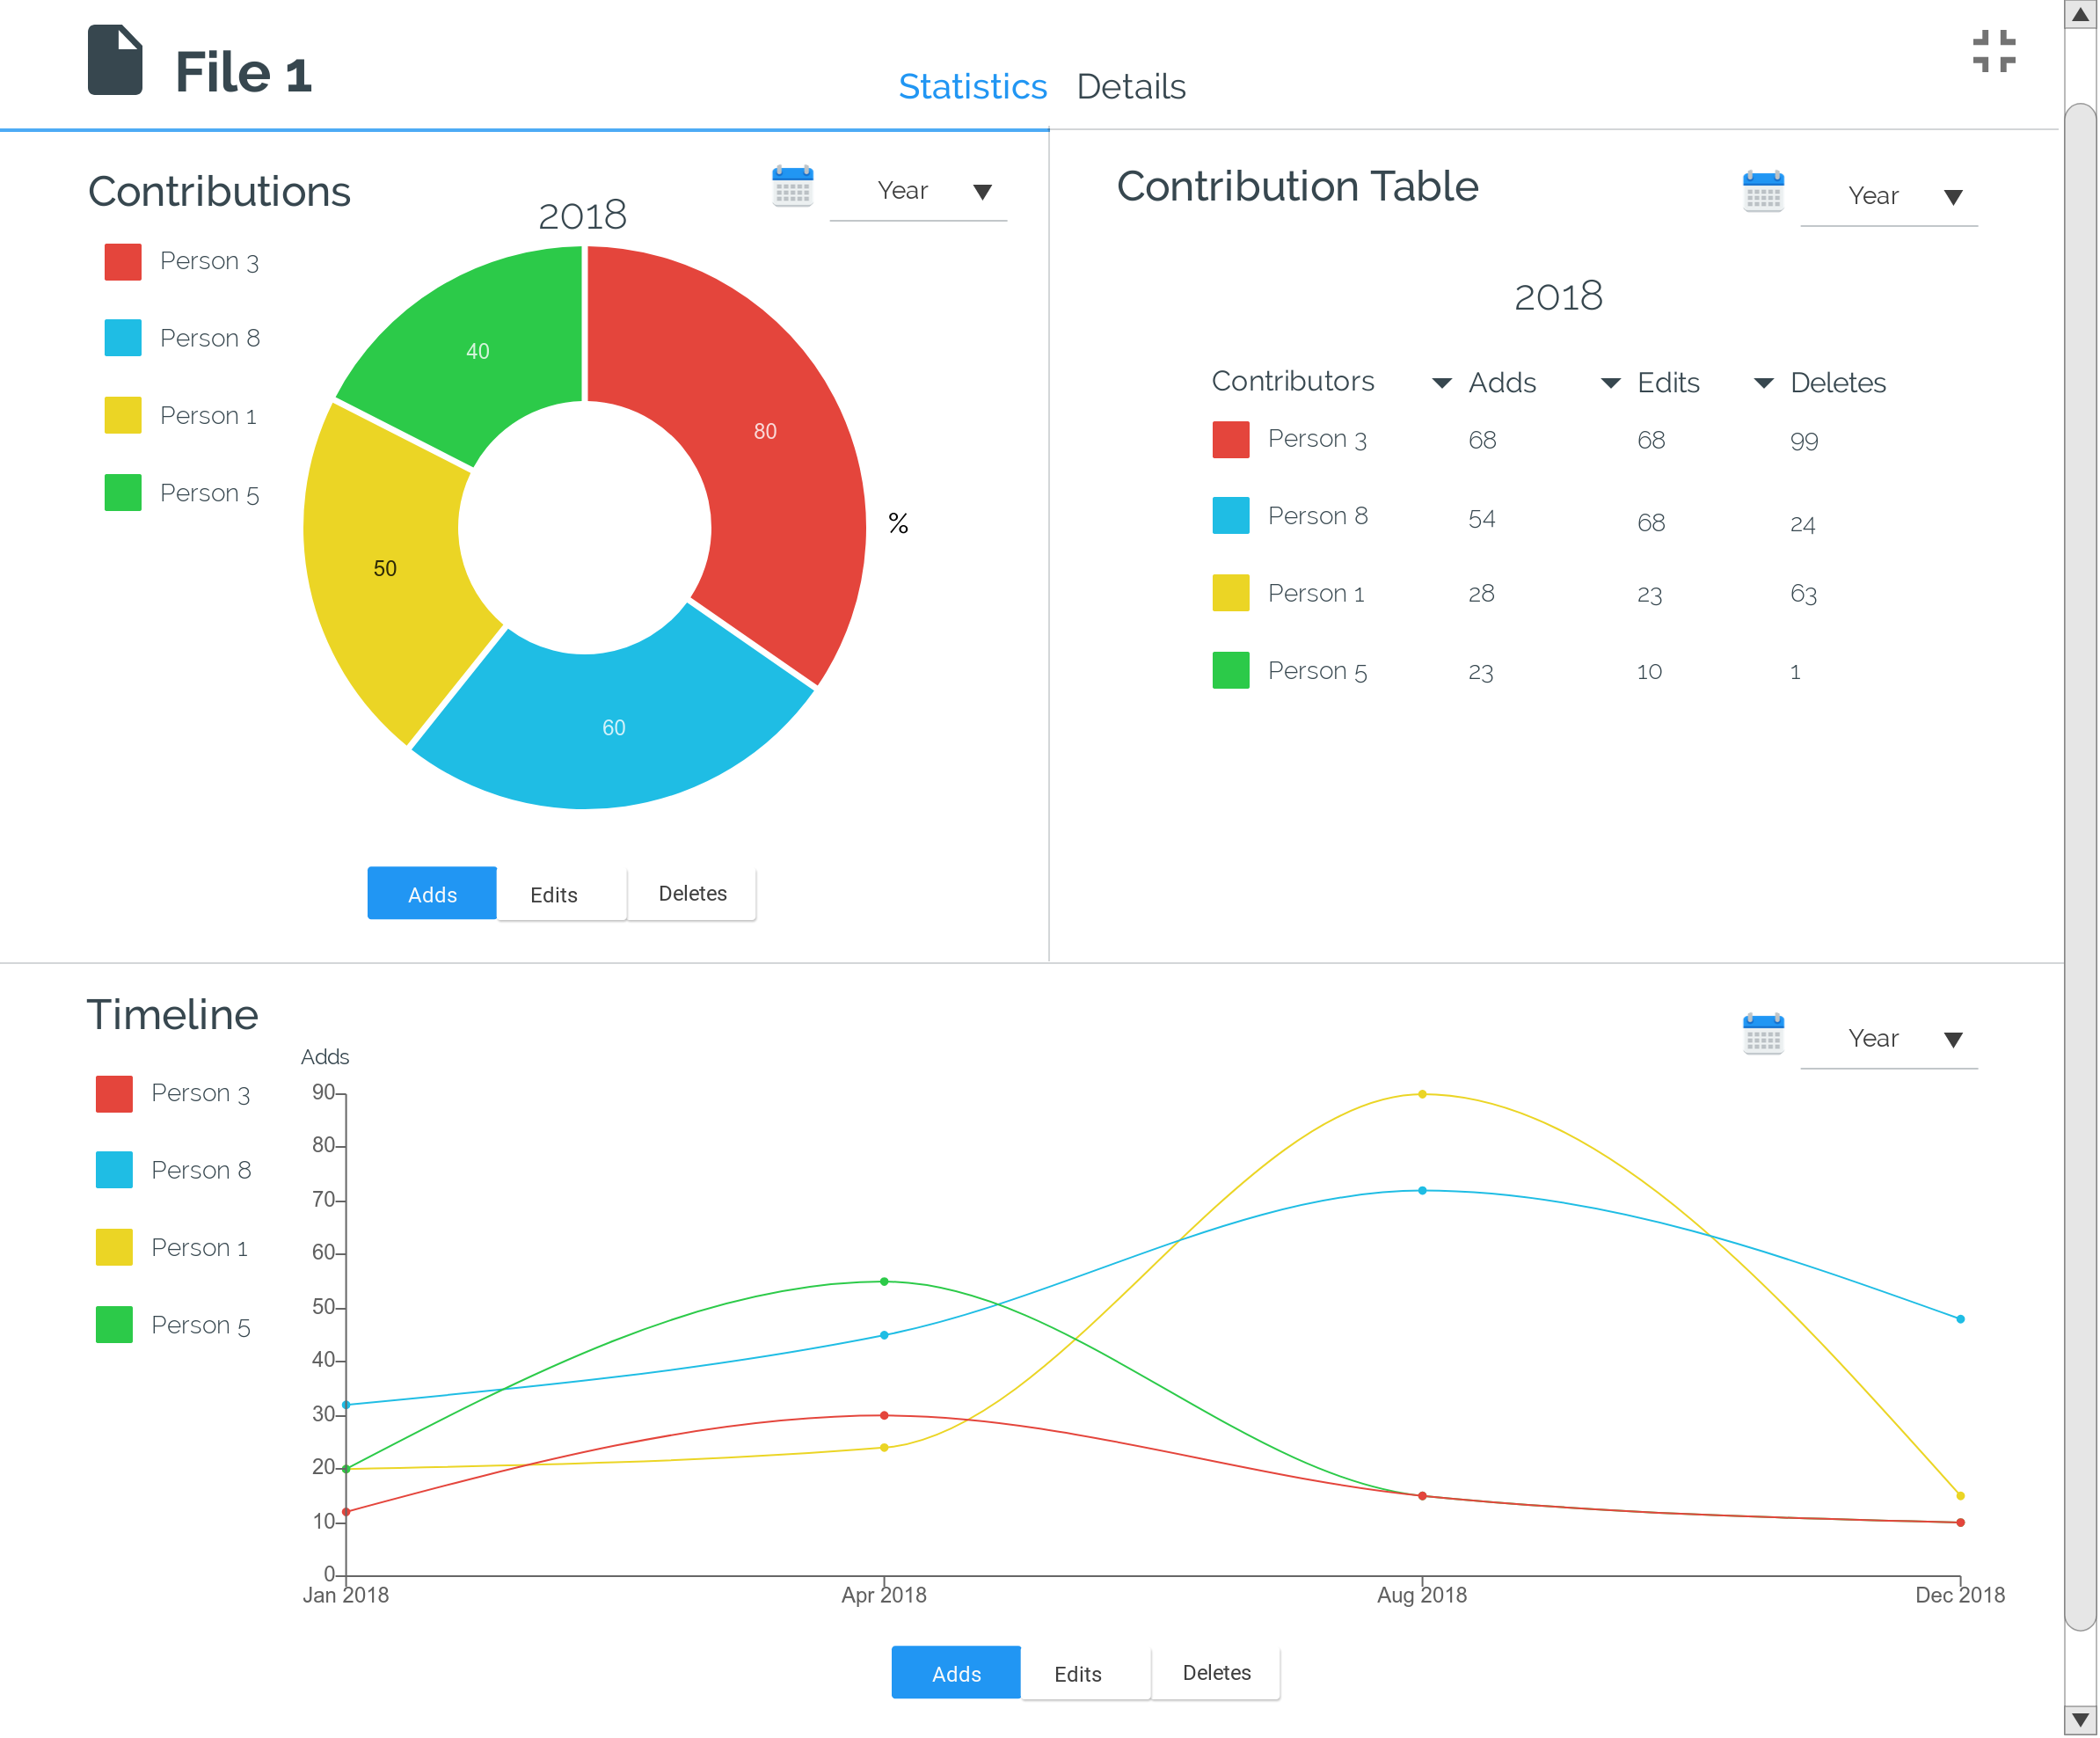 File 1
Statistics Details
Contributions
Year
2018
Person 3
Person 8
Person 1
Person 5
40
80
50
60
%
Adds Edits Deletes
Contribution Table
Year
2018
Contributors Adds Edits Deletes
Person 3 68 68 99
Person 8 54 68 24
Person 1 28 23 63
Person 5 23 10 1
Timeline
Year
Person 3
Person 8
Person 1
Person 5
Adds
90
80
70
60
50
40
30
20
10
0
Jan 2018 Apr 2018 Aug 2018 Dec 2018
Adds Edits Deletes